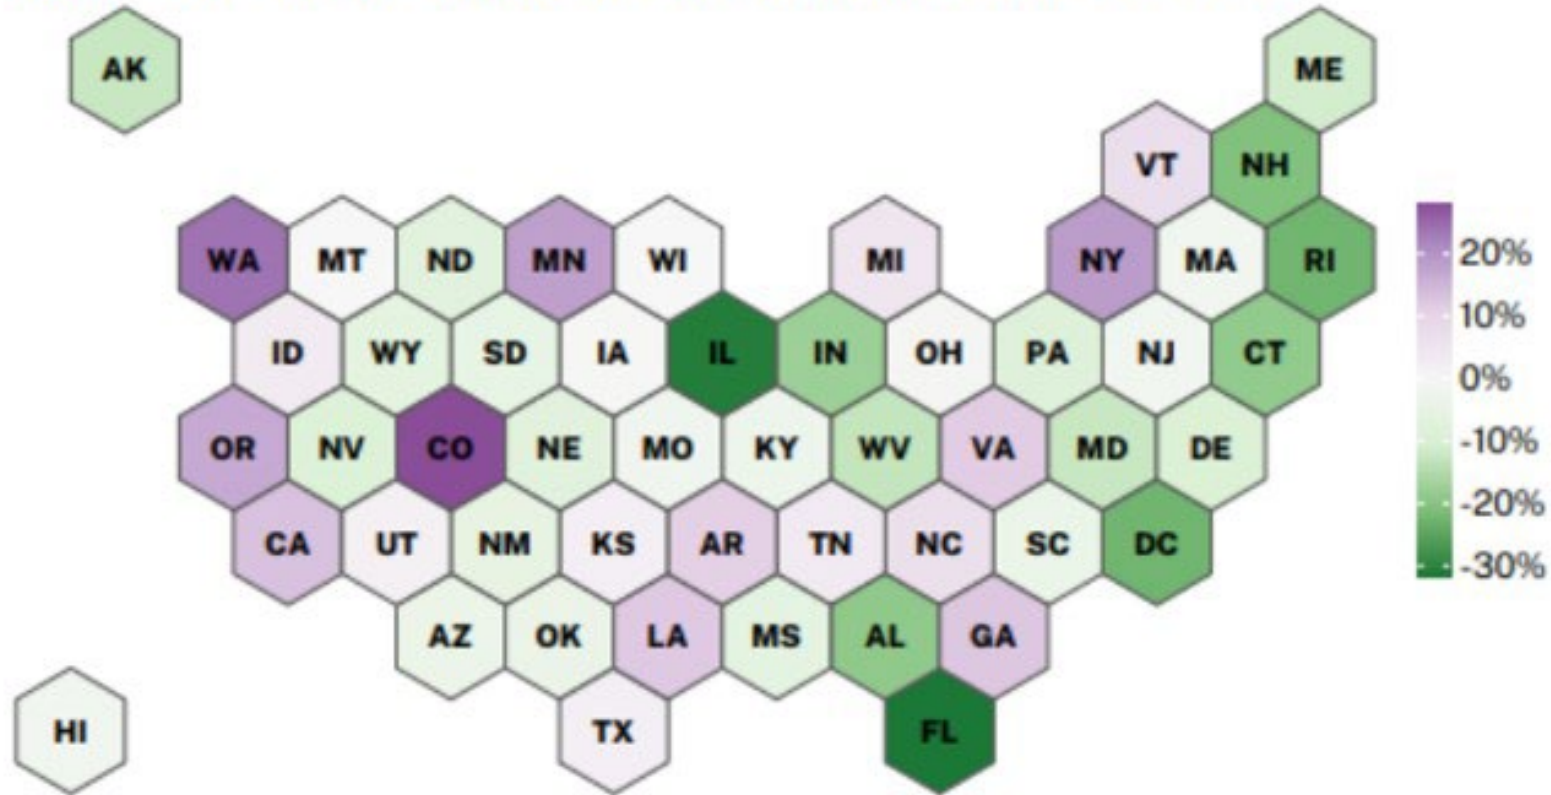 AK
ME
VT NH
WA MT ND MN WI MI NY MA RI
ID WY SD IA IL IN OH PA NJ CT
OR NV CO NE MO KY WV VA MD DE
CA UT NM KS AR TN NC SC DC
AZ OK LA MS AL GA
HI TX FL
20%
10%
0%
-10%
-20%
-30%